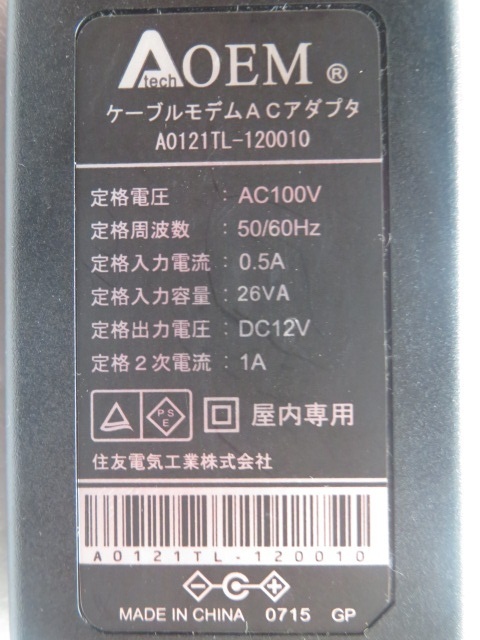 Atech OEM ®
ケーブルモデムACアダプタ
A0121TL-120010
定格電圧 : AC100V
定格周波数 : 50/60Hz
定格入力電流 : 0.5A
定格入力容量 : 26VA
定格出力電圧 : DC12V
定格2次電流 : 1A
PSE 屋内専用
住友電気工業株式会社
A0121TL-120010
MADE IN CHINA 0715 GP